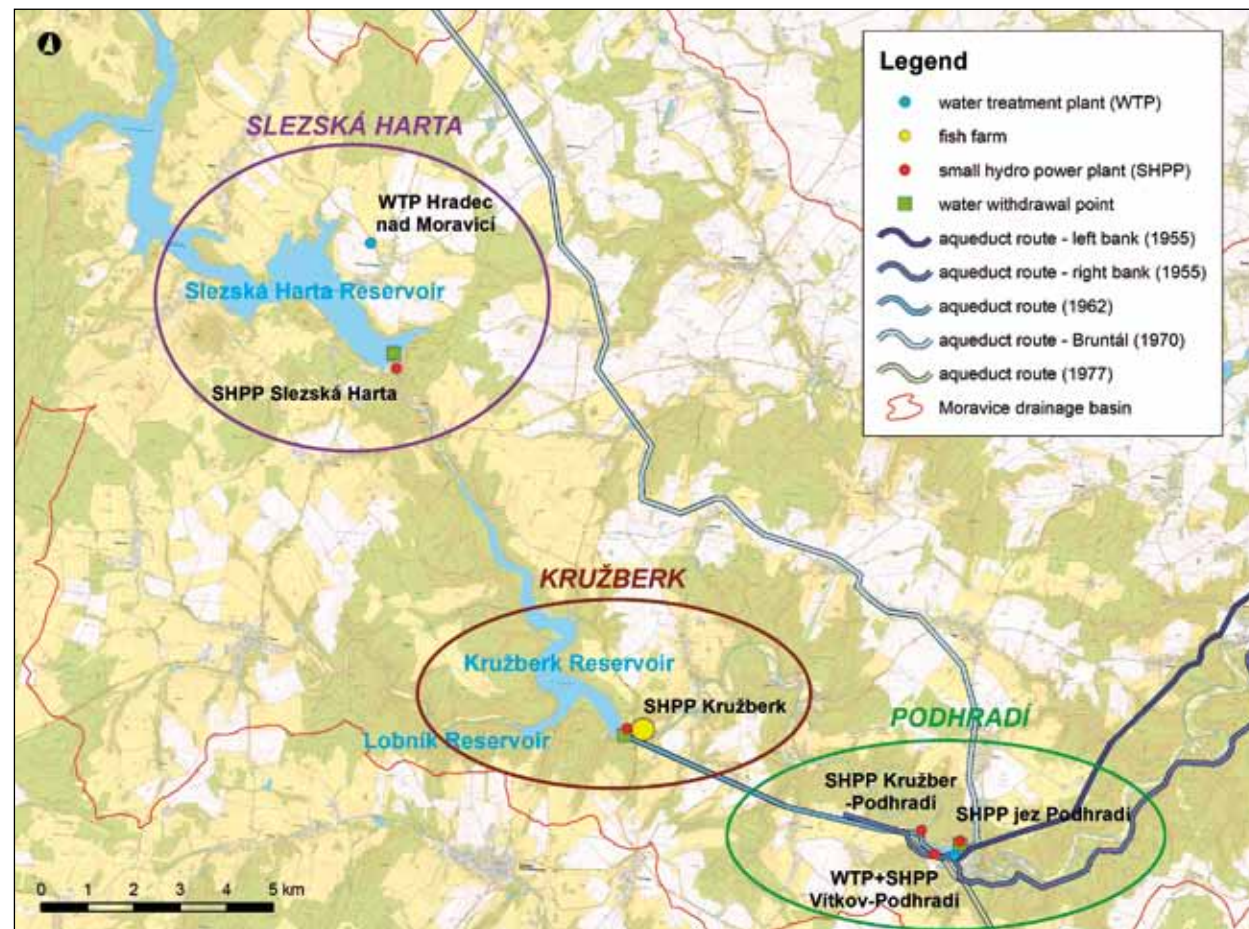 Legend
water treatment plant (WTP)
fish farm
small hydro power plant (SHPP)
water withdrawal point
aqueduct route - left bank (1955)
aqueduct route - right bank (1955)
aqueduct route (1962)
aqueduct route - Bruntál (1970)
aqueduct route (1977)
Moravice drainage basin
SLEZSKÁ HARTA
WTP Hradec
nad Moravicí
Slezská Harta Reservoir
SHPP Slezská Harta
KRUŽBERK
Kružberk Reservoir
SHPP Kružberk
Lobník Reservoir
PODHRADÍ
SHPP Kružber
-Podhradí
SHPP jez Podhradí
WTP+SHPP
Vítkov-Podhradí
0 1 2 3 4 5 km